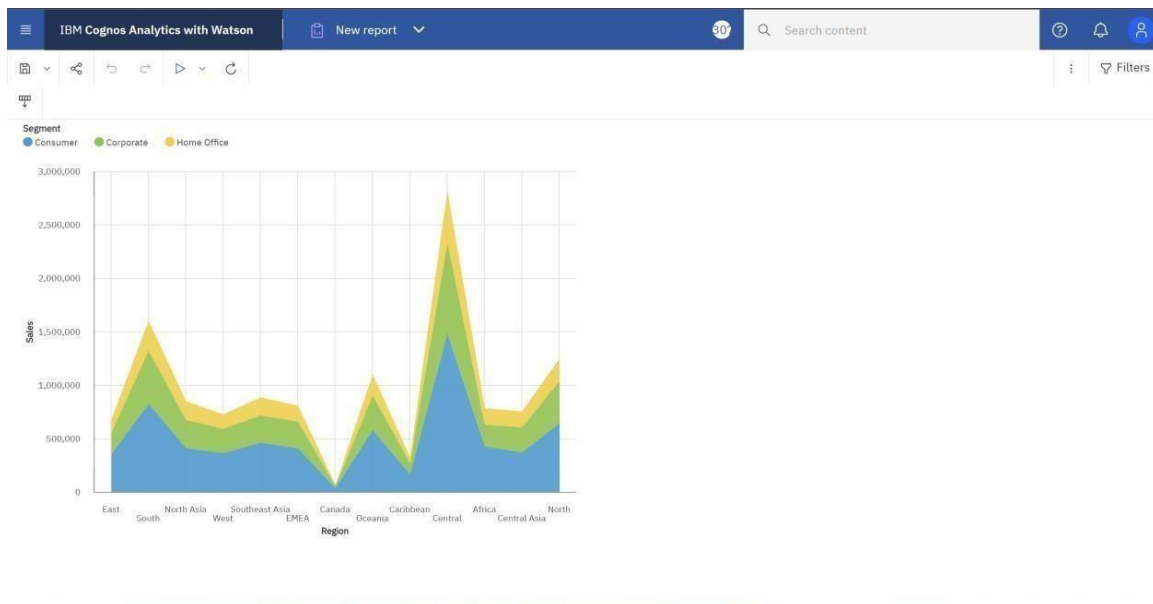 IBM Cognos Analytics with Watson New report Search content
Filters
Segment
Consumer Corporate Home Office
3,000,000
2,500,000
2,000,000
1,500,000
1,000,000
500,000
0
Sales
East South North Asia West Southeast Asia EMEA Canada Oceania Caribbean Central Africa Central Asia North
Region